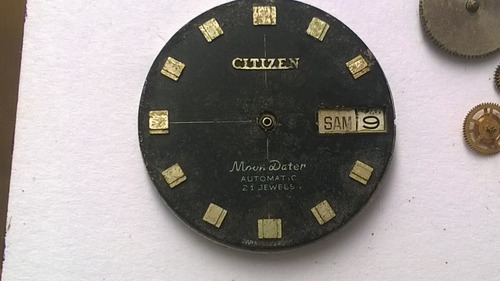 CITIZEN
SAM 9
Moon Dater
AUTOMATIC
21 JEWELS